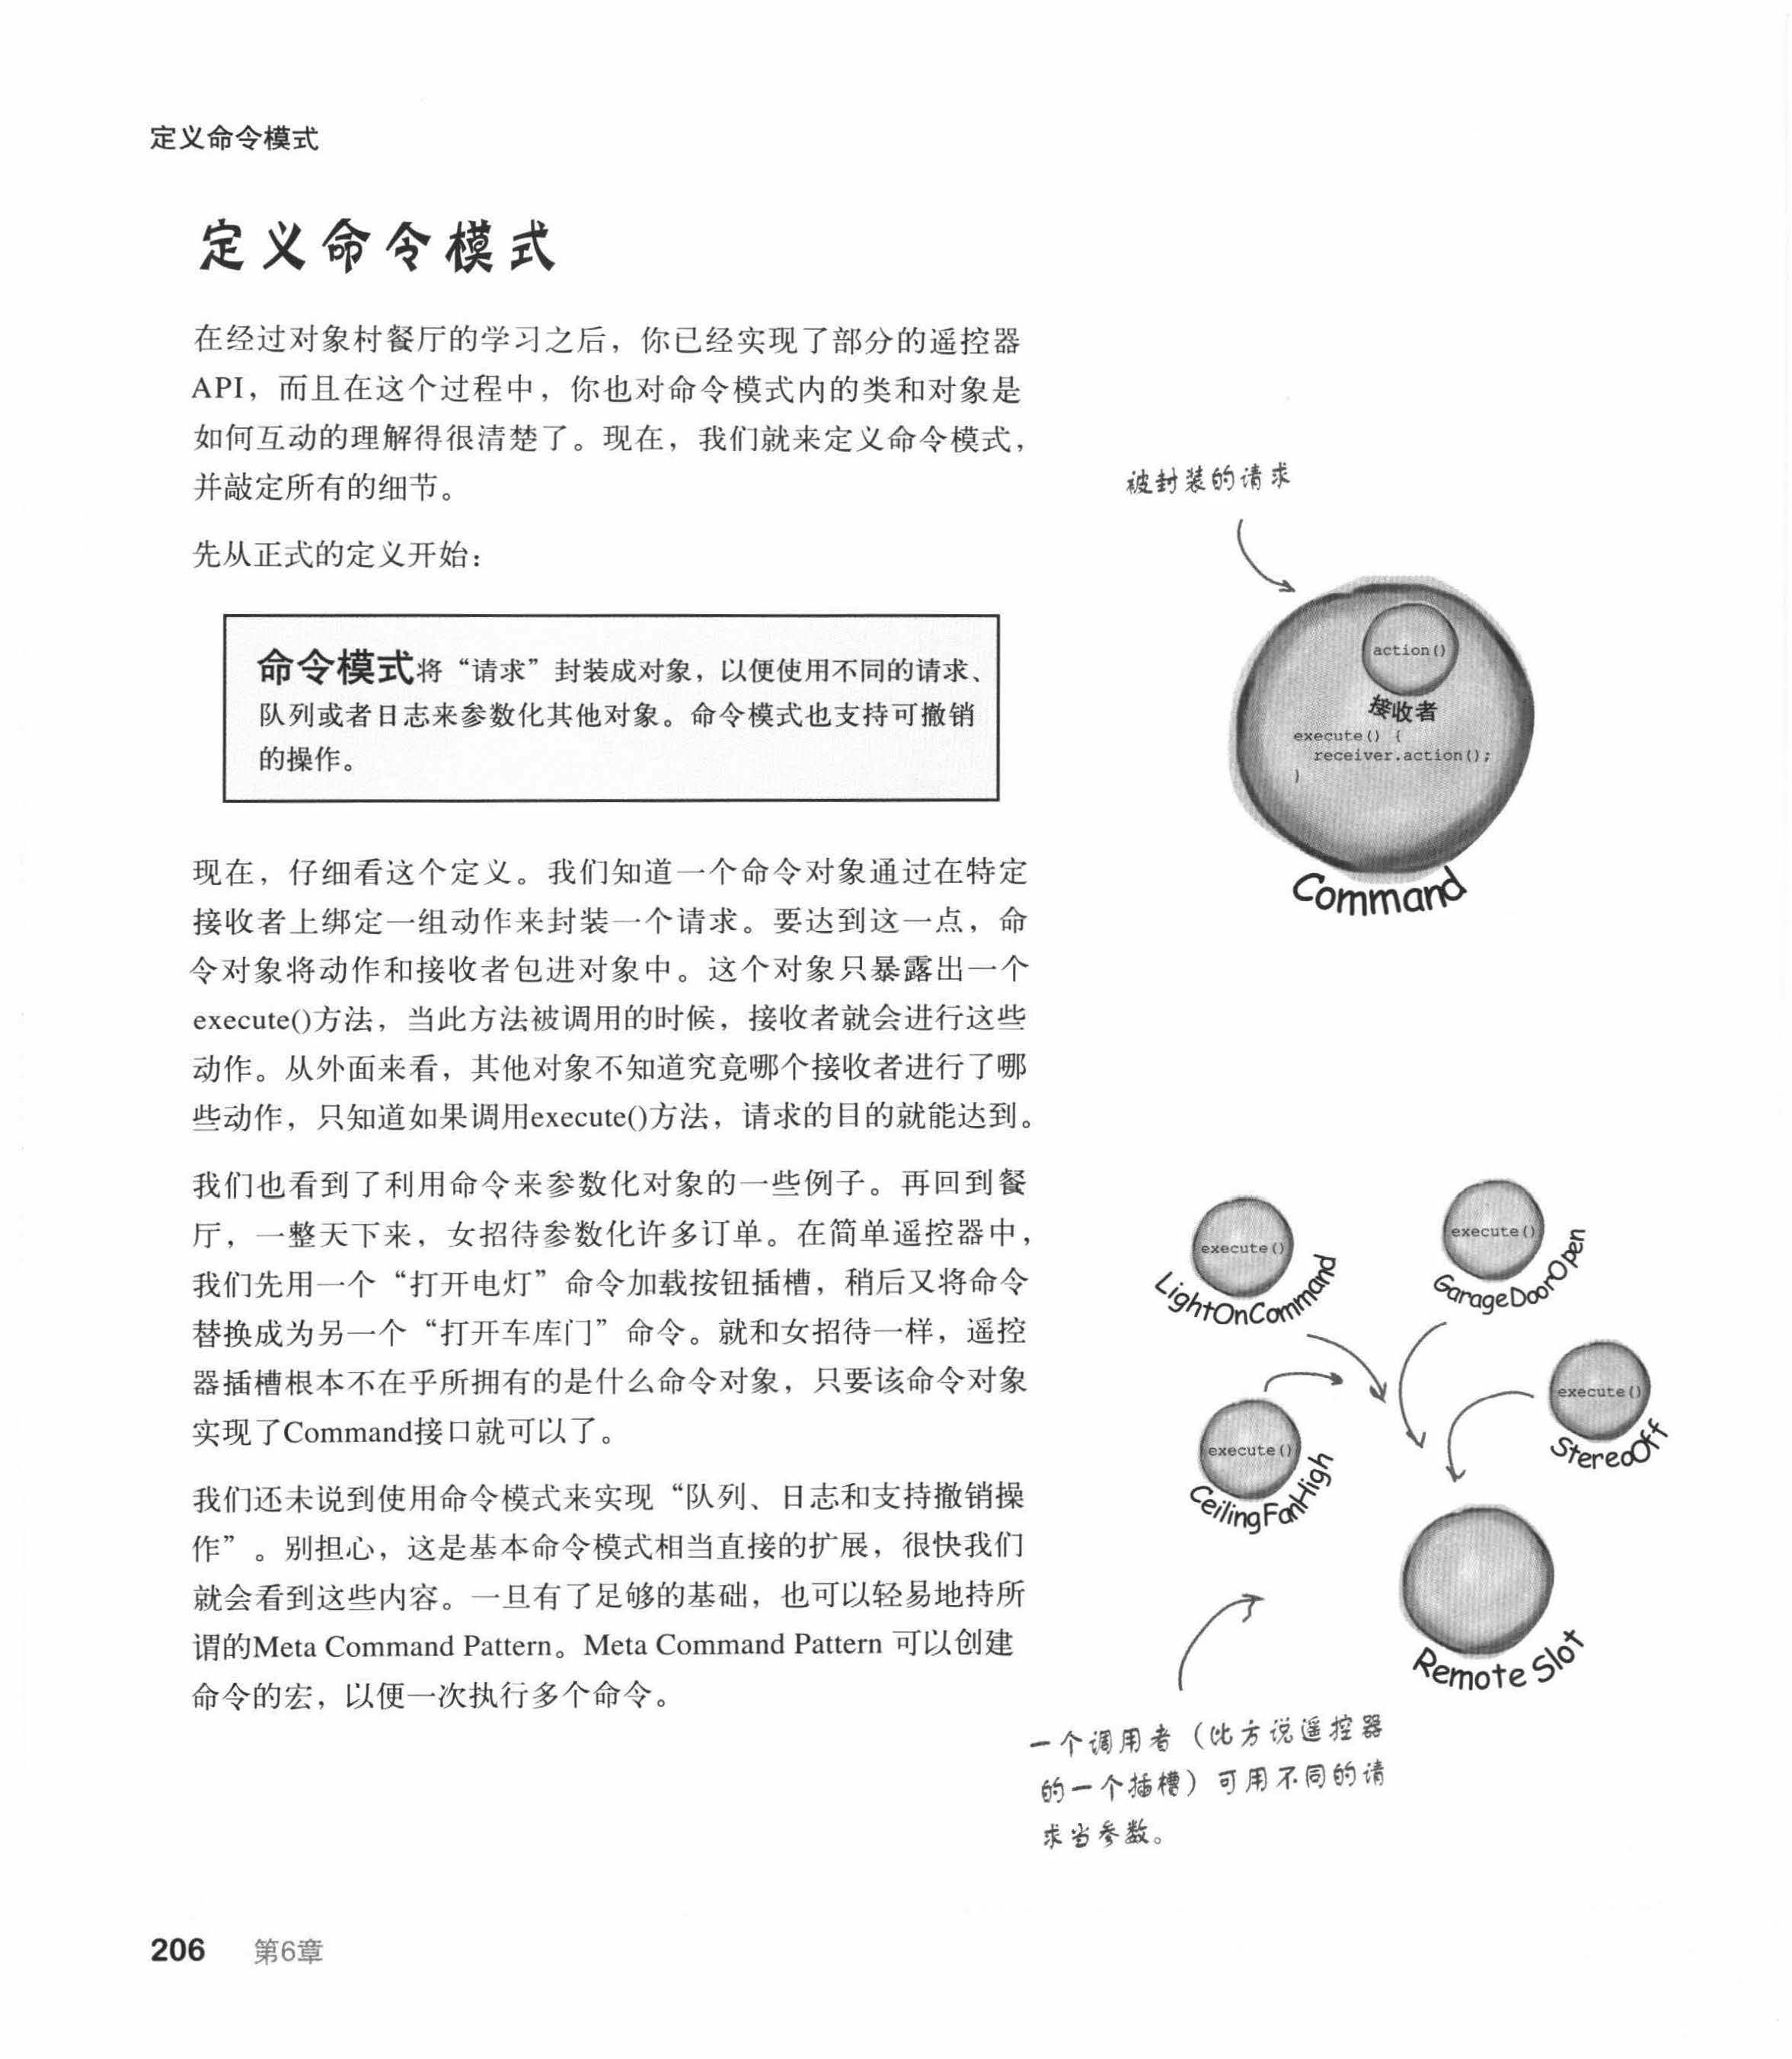 定义命令模式
定义命令模式
在经过对象村餐厅的学习之后，你已经实现了部分的遥控器
API，而且在这个过程中，你也对命令模式内的类和对象是
如何互动的理解得很清楚了。现在，我们就来定义命令模式，
并敲定所有的细节。
先从正式的定义开始：
命令模式将“请求”封装成对象，以便使用不同的请求、
队列或者日志来参数化其他对象。命令模式也支持可撤销
的操作。
现在，仔细看这个定义。我们知道一个命令对象通过在特定
接收者上绑定一组动作来封装一个请求。要达到这一点，命
令对象将动作和接收者包进对象中。这个对象只暴露出一个
execute()方法，当此方法被调用的时候，接收者就会进行这些
动作。从外面来看，其他对象不知道究竟哪个接收者进行了哪
些动作，只知道如果调用execute()方法，请求的目的就能达到。
我们也看到了利用命令来参数化对象的一些例子。再回到餐
厅，一整天下来，女招待参数化许多订单。在简单遥控器中，
我们先用一个“打开电灯”命令加载按钮插槽，稍后又将命令
替换成为另一个“打开车库门”命令。就和女招待一样，遥控
器插槽根本不在乎所拥有的是什么命令对象，只要该命令对象
实现了Command接口就可以了。
我们还未说到使用命令模式来实现“队列、日志和支持撤销操
作”。别担心，这是基本命令模式相当直接的扩展，很快我们
就会看到这些内容。一旦有了足够的基础，也可以轻易地持所
谓的Meta Command Pattern。Meta Command Pattern 可以创建
命令的宏，以便一次执行多个命令。
被封装的请求
action()
接收者
execute() {
receiver.action();
}
Command
execute()
LightOnCommand
execute()
GarageDoorOpen
execute()
StereoOff
execute()
CeilingFanHigh
Remote Slot
一个调用者（比方说遥控器
的一个插槽）可用不同的请
求当参数。
206 第6章